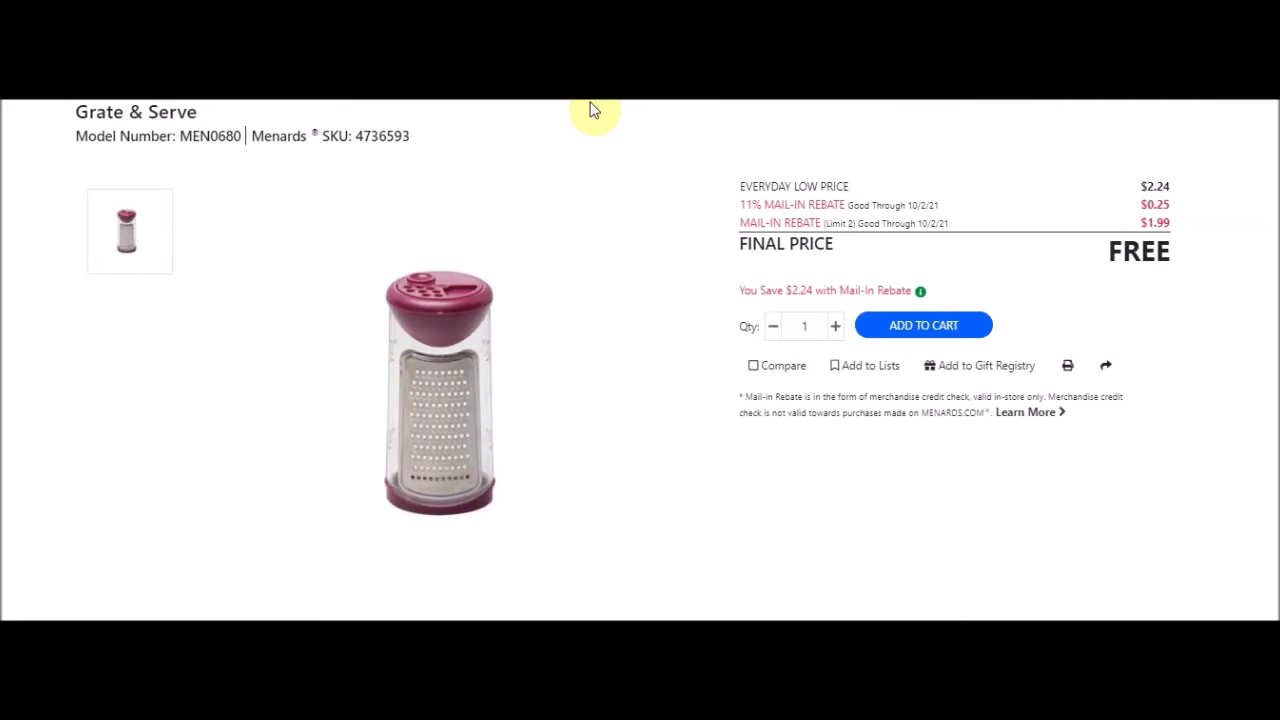 Grate & Serve
Model Number: MEN0680 | Menards ® SKU: 4736593
EVERYDAY LOW PRICE $2.24
11% MAIL-IN REBATE Good Through 10/2/21 $0.25
MAIL-IN REBATE (Limit 2) Good Through 10/2/21 $1.99
FINAL PRICE FREE
You Save $2.24 with Mail-In Rebate
Qty: 1 ADD TO CART
Compare Add to Lists Add to Gift Registry
* Mail-in Rebate is in the form of merchandise credit check, valid in-store only. Merchandise credit
check is not valid towards purchases made on MENARDS.COM®. Learn More